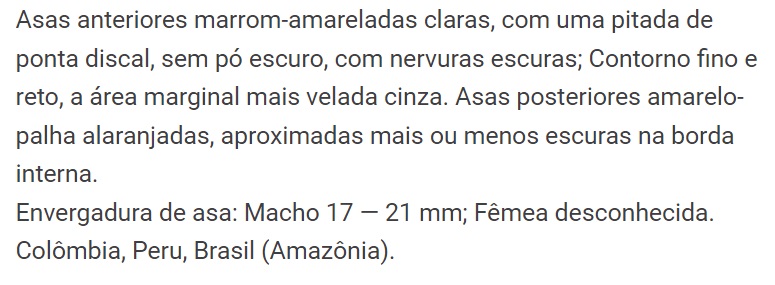 Asas anteriores marrom-amareladas claras, com uma pitada de
ponta discal, sem pó escuro, com nervuras escuras; Contorno fino e
reto, a área marginal mais velada cinza. Asas posteriores amarelo-
palha alaranjadas, aproximadas mais ou menos escuras na borda
interna.
Envergadura de asa: Macho 17 — 21 mm; Fêmea desconhecida.
Colômbia, Peru, Brasil (Amazônia).